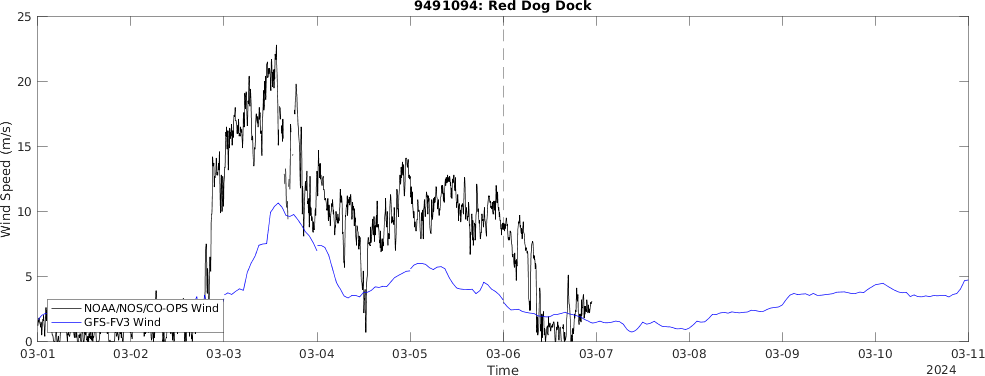 9491094: Red Dog Dock
Wind Speed (m/s)
25
20
15
10
5
0
NOAA/NOS/CO-OPS Wind
GFS-FV3 Wind
03-01 03-02 03-03 03-04 03-05 03-06 03-07 03-08 03-09 03-10 03-11
Time
2024